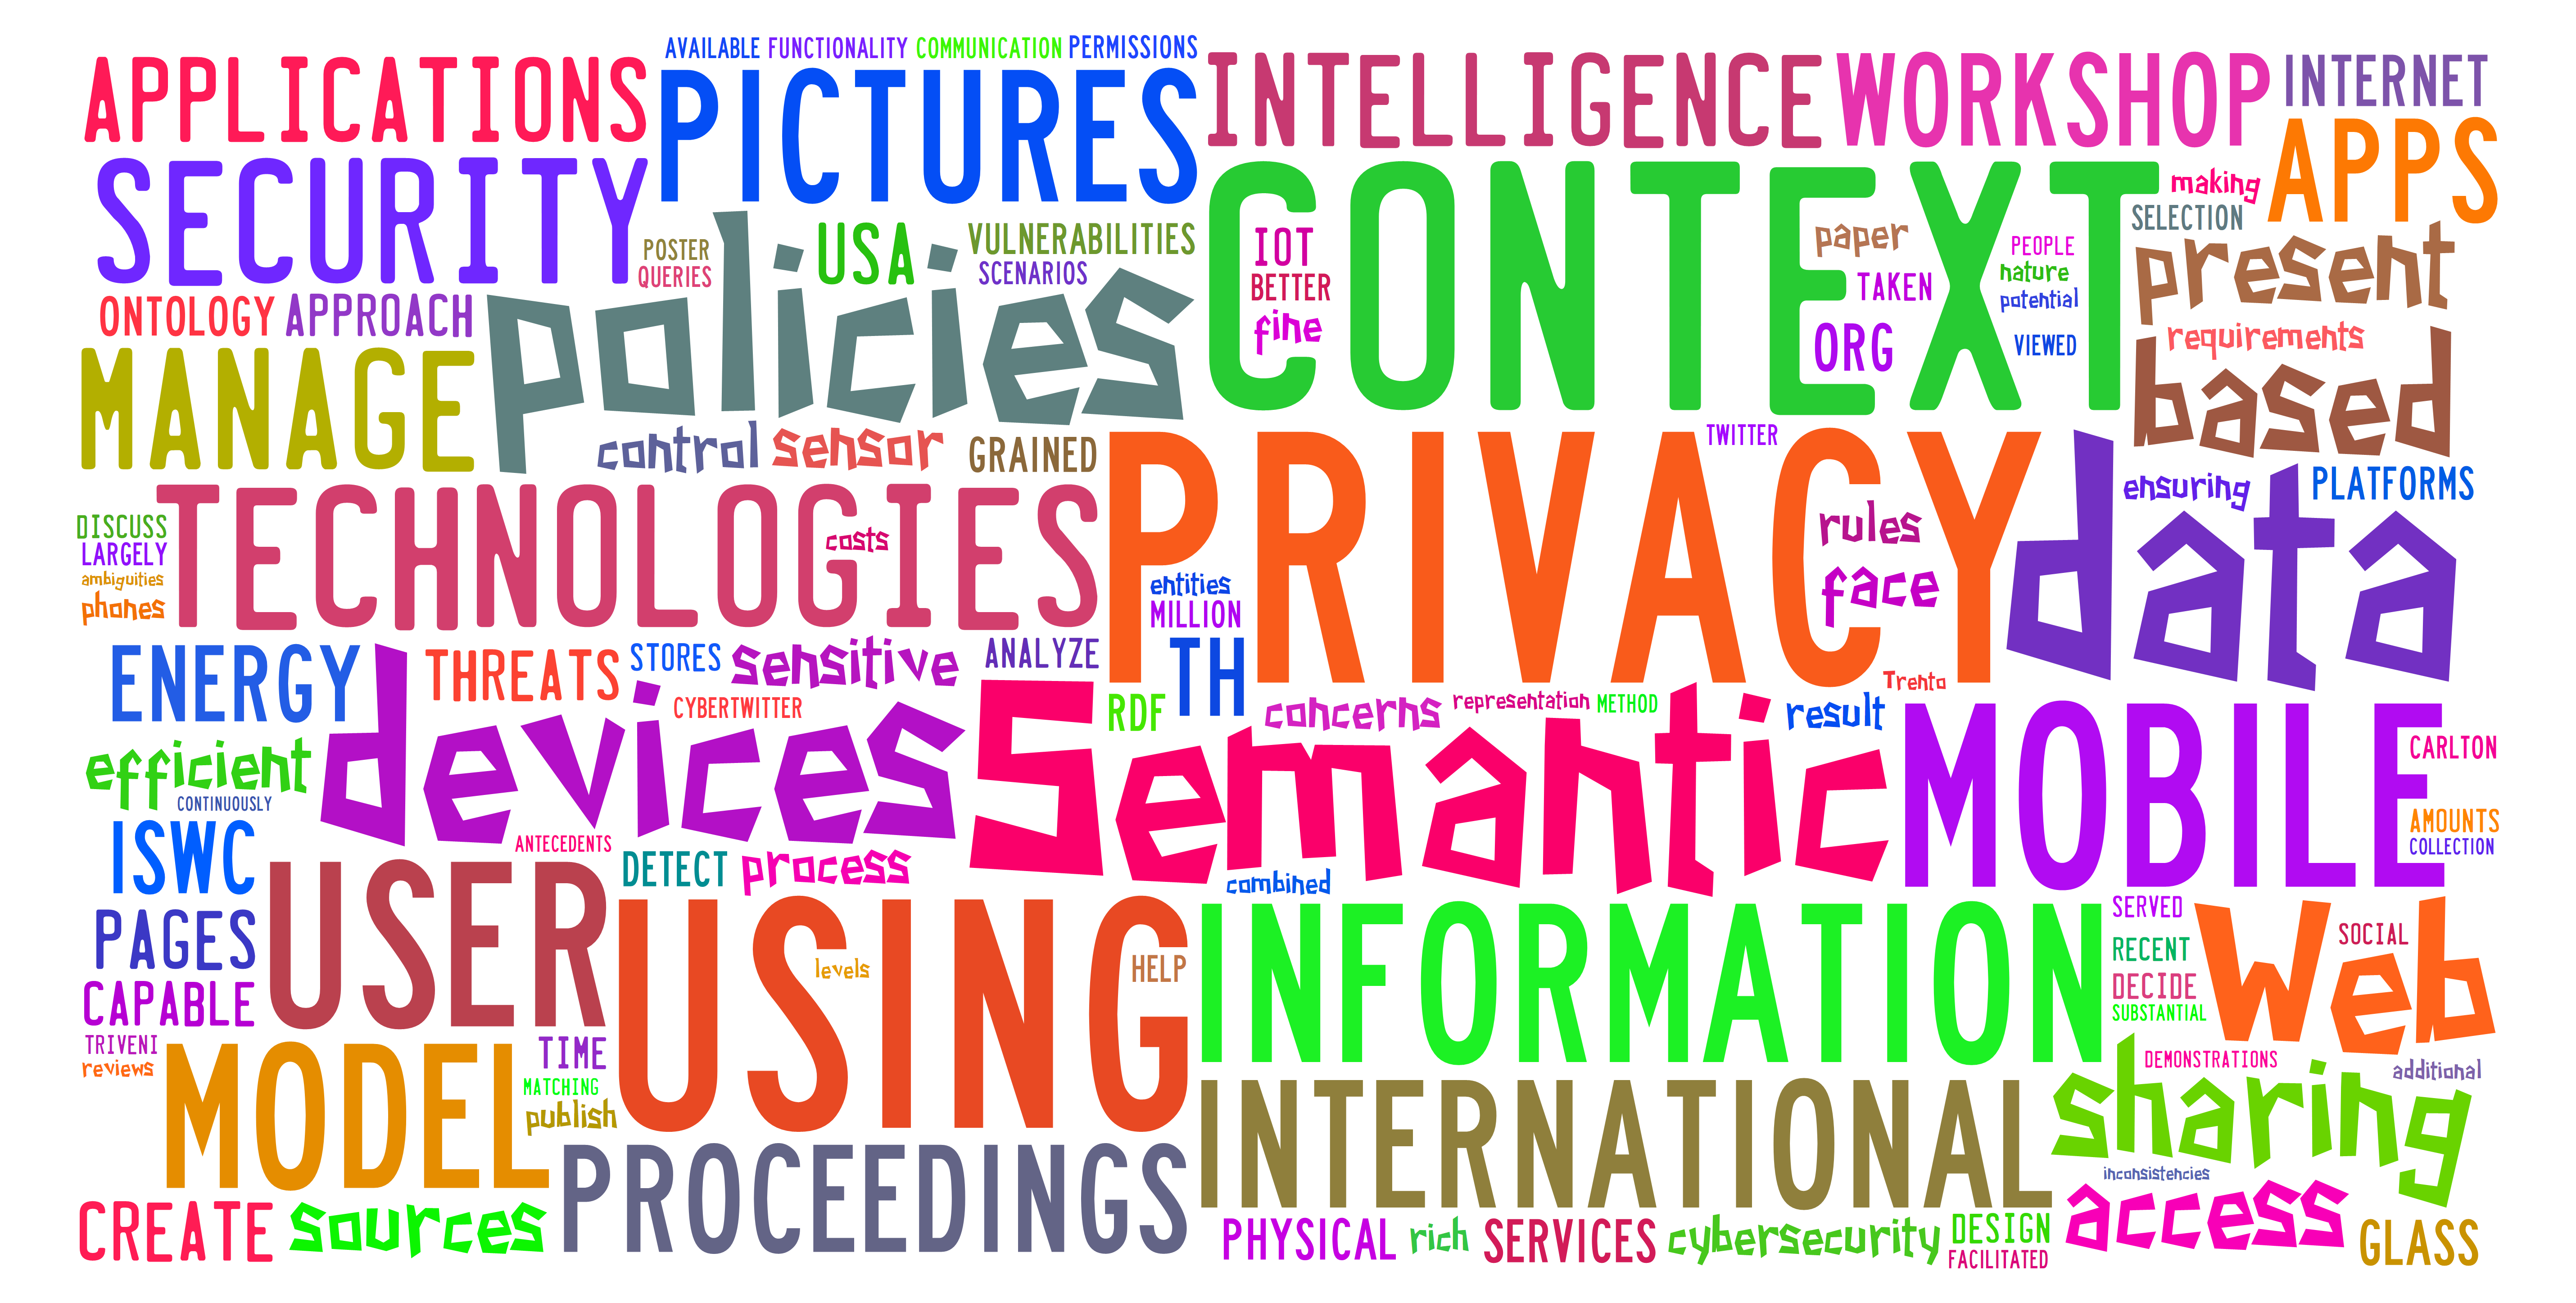 AVAILABLE FUNCTIONALITY COMMUNICATION PERMISSIONS
APPLICATIONS
PICTURES
INTELLIGENCE
WORKSHOP
INTERNET
APPS
SECURITY
CONTEXT
making
SELECTION
POSTER
QUERIES
policies
USA
VULNERABILITIES
SCENARIOS
IOT
BETTER
fine
paper
TAKEN
ORG
PEOPLE
nature
potential
VIEWED
present
requirements
based
ONTOLOGY
APPROACH
MANAGE
control
sensor
GRAINED
PRIVACY
TWITTER
data
ensuring
PLATFORMS
TECHNOLOGIES
costs
DISCUSS
LARGELY
ambiguities
phones
entities
MILLION
rules
face
ENERGY
THREATS
STORES
sensitive
ANALYZE
TH
RDF
CYBERTWITTER
devices
Semantic
concerns
representation
METHOD
result
Trento
MOBILE
CARLTON
AMOUNTS
COLLECTION
efficient
CONTINUOUSLY
ISWC
ANTECEDENTS
DETECT
process
combined
USER
USING
levels
HELP
INFORMATION
SERVED
RECENT
DECIDE
SUBSTANTIAL
Web
SOCIAL
PAGES
CAPABLE
TRIVENI
reviews
MODEL
TIME
MATCHING
publish
INTERNATIONAL
DEMONSTRATIONS
additional
sharing
inconsistencies
PROCEEDINGS
CREATE
sources
PHYSICAL
rich
SERVICES
cybersecurity
DESIGN
FACILITATED
access
GLASS